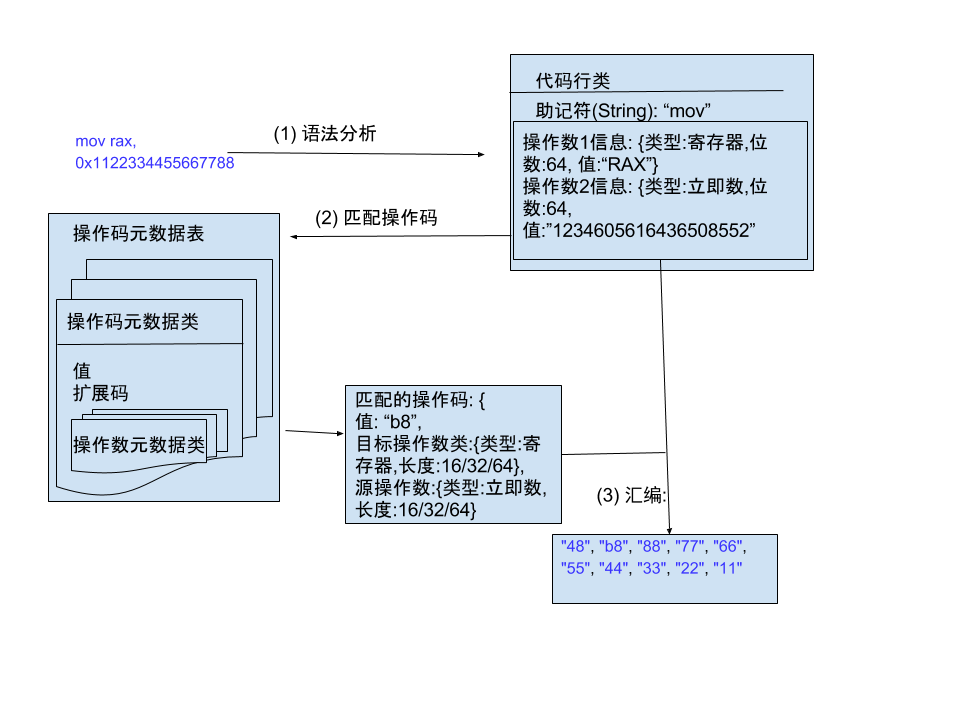 代码行类
助记符(String): “mov”
(1) 语法分析
mov rax,
0x1122334455667788
操作数1信息: {类型:寄存器,位
数:64, 值:“RAX”}
操作数2信息: {类型:立即数,位
数:64,
值:”1234605616436508552”
(2) 匹配操作码
操作码元数据表
操作码元数据类
值
扩展码
操作数元数据类
匹配的操作码: {
值: “b8”,
目标操作数类:{类型:寄
存器,长度:16/32/64},
源操作数:{类型:立即数,
长度:16/32/64}
(3) 汇编:
"48", "b8", "88", "77", "66",
"55", "44", "33", "22", "11"